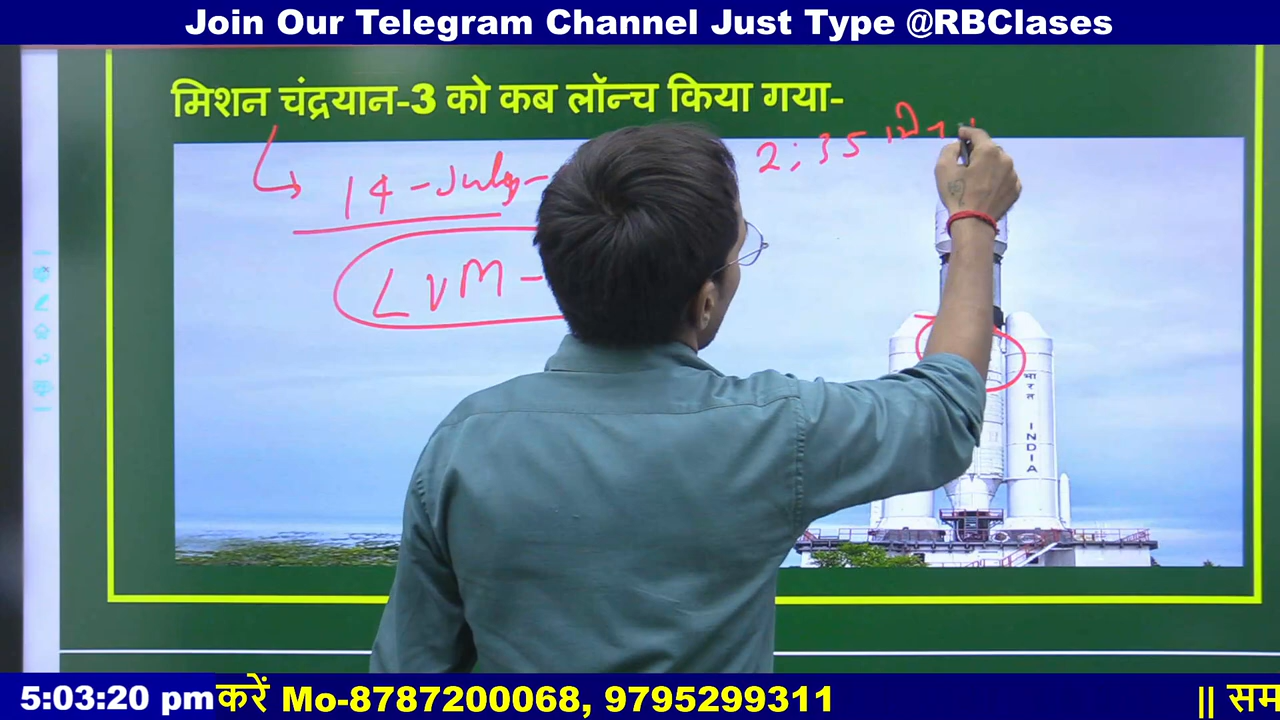 Join Our Telegram Channel Just Type @RBClases
मिशन चंद्रयान-3 को कब लॉन्च किया गया-
14-July-
2:35
LVM-
भारत INDIA
5:03:20 pm करें Mo-8787200068, 9795299311 || सम